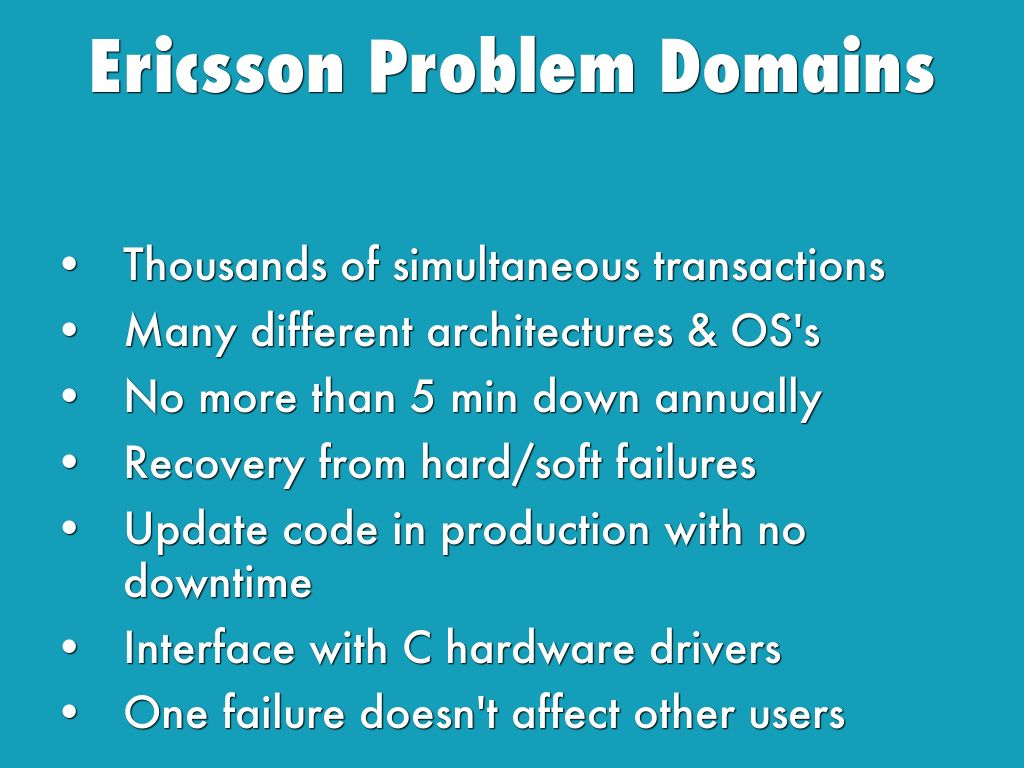 Ericsson Problem Domains
• Thousands of simultaneous transactions
• Many different architectures & OS's
• No more than 5 min down annually
• Recovery from hard/soft failures
• Update code in production with no
downtime
• Interface with C hardware drivers
• One failure doesn't affect other users